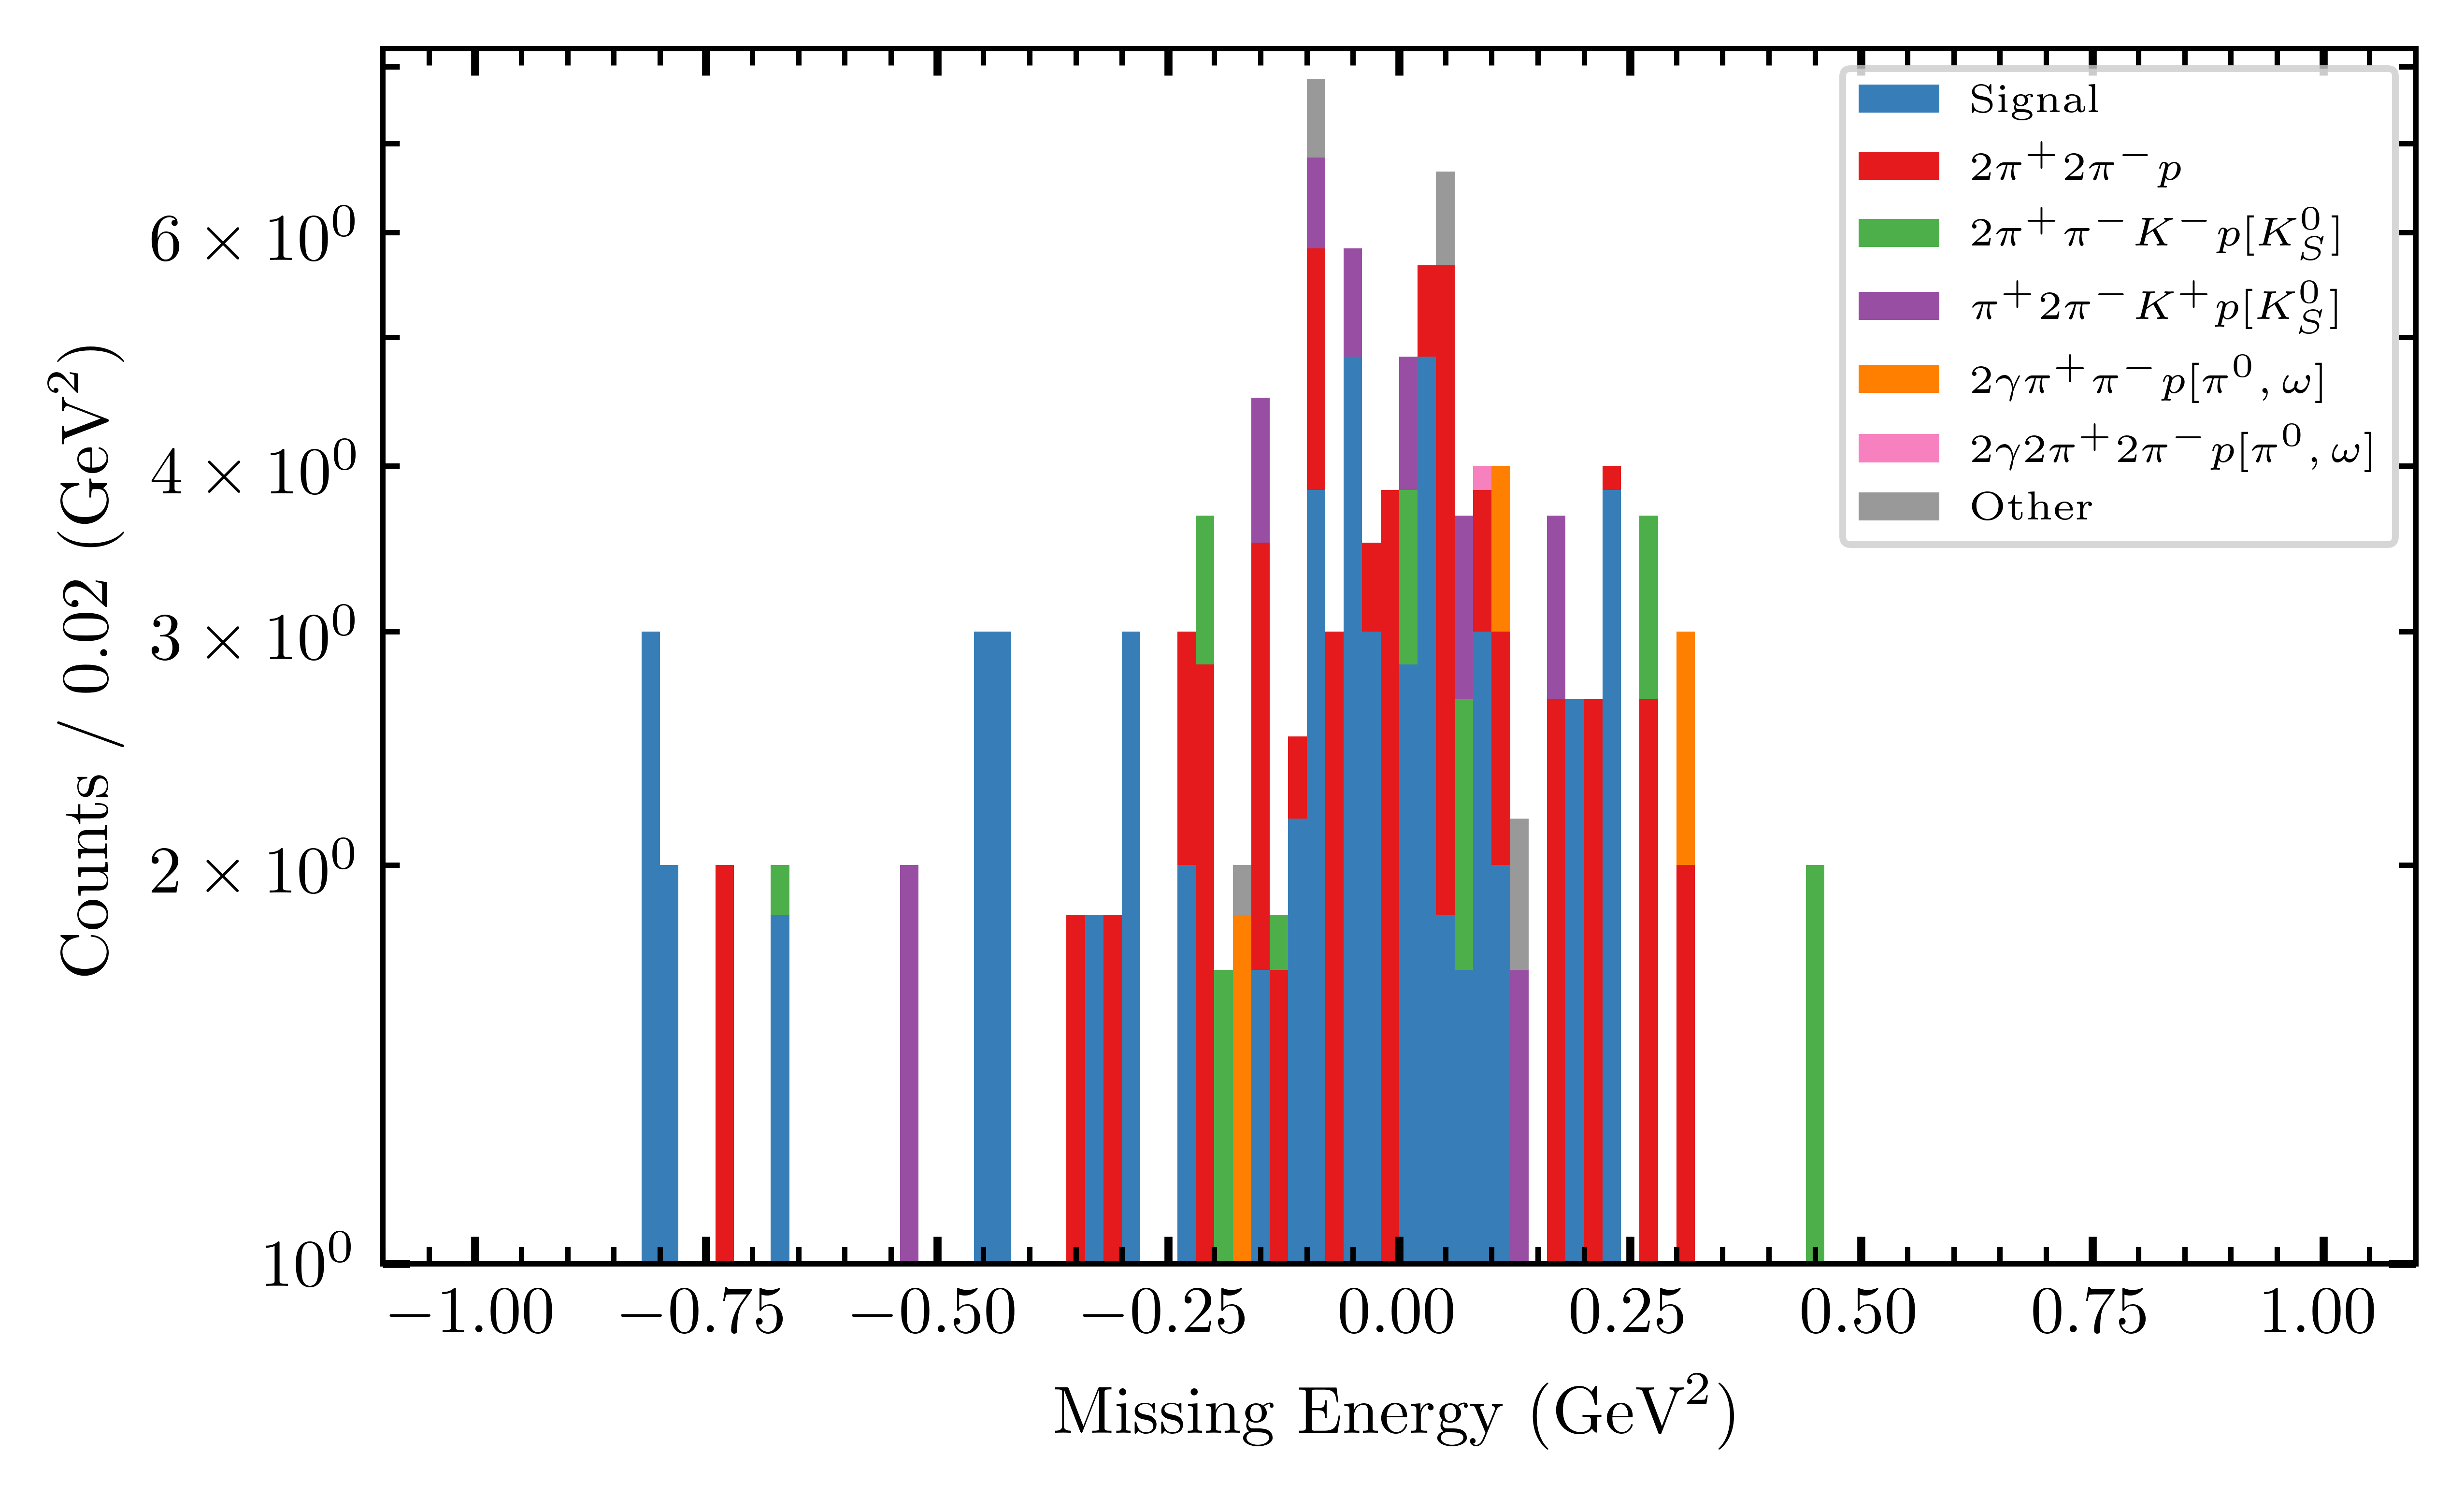 Counts / 0.02 (GeV²)
6 × 10⁰
4 × 10⁰
3 × 10⁰
2 × 10⁰
10⁰
Signal
2π⁺2π⁻p
2π⁺π⁻K⁻p[K_S⁰]
π⁺2π⁻K⁺p[K_S⁰]
2γπ⁺π⁻p[π⁰, ω]
2γ2π⁺2π⁻p[π⁰, ω]
Other
−1.00 −0.75 −0.50 −0.25 0.00 0.25 0.50 0.75 1.00
Missing Energy (GeV²)